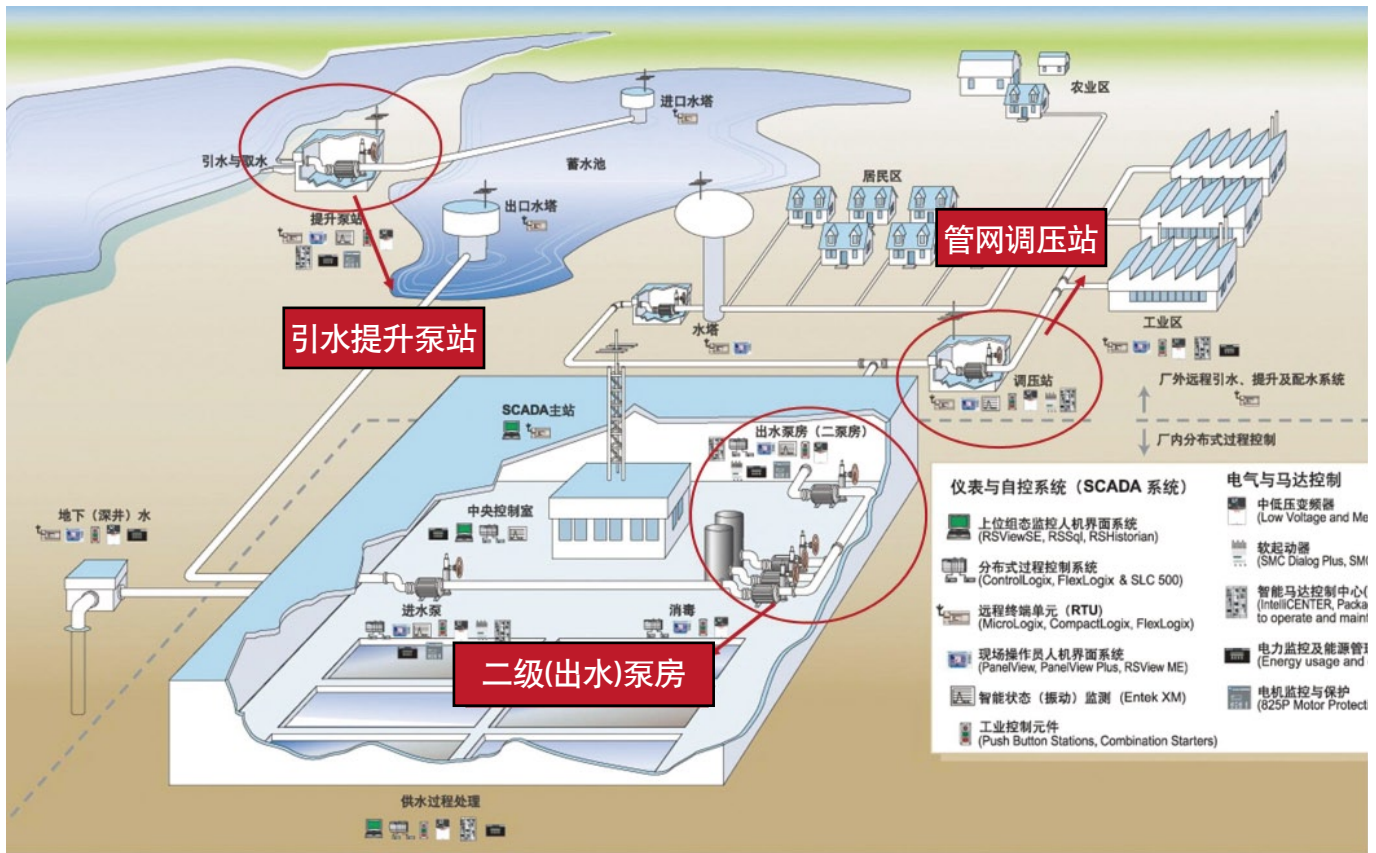 农业区
进口水塔
引水与取水
蓄水池
居民区
出口水塔
提升泵站
管网调压站
引水提升泵站
水塔
工业区
调压站
厂外远程引水、提升及配水系统
SCADA主站
出水泵房（二泵房）
厂内分布式过程控制
地下（深井）水
中央控制室
进水泵
消毒
二级(出水)泵房
供水过程处理
仪表与自控系统（SCADA 系统）
上位组态监控人机界面系统
(RSViewSE, RSSql, RSHistorian)
分布式过程控制系统
(ControlLogix, FlexLogix & SLC 500)
远程终端单元（RTU）
(MicroLogix, CompactLogix, FlexLogix)
现场操作员人机界面系统
(PanelView, PanelView Plus, RSView ME)
智能状态（振动）监测 (Entek XM)
工业控制元件
(Push Button Stations, Combination Starters)
电气与马达控制
中低压变频器
(Low Voltage and Me
软起动器
(SMC Dialog Plus, SMC
智能马达控制中心(
(IntelliCENTER, Packa
to operate and maint
电力监控及能源管理
(Energy usage and
电机监控与保护
(825P Motor Protecti